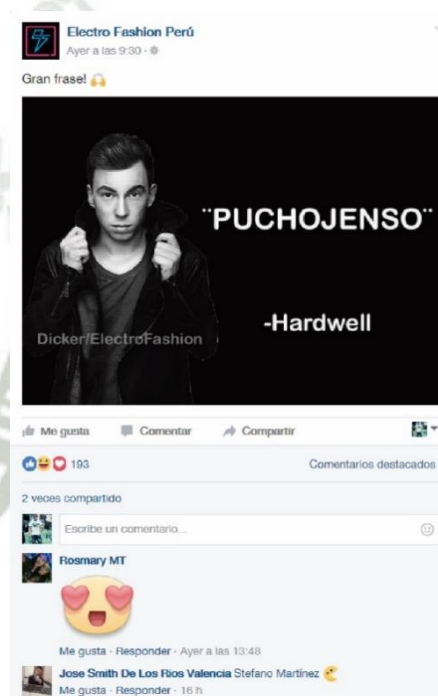 Electro Fashion Perú
Ayer a las 9:30 ·
Gran frase!
¨PUCHOJENSO¨
-Hardwell
Dicker/ElectroFashion
Me gusta Comentar Compartir
193 Comentarios destacados
2 veces compartido
Escribe un comentario...
Rosmary MT
Me gusta · Responder · Ayer a las 13:48
Jose Smith De Los Rios Valencia Stefano Martínez
Me gusta · Responder · 16 h